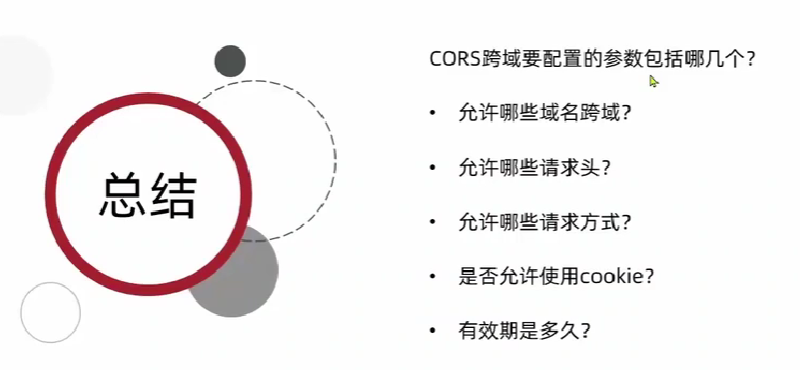 总结
CORS跨域要配置的参数包括哪几个？
• 允许哪些域名跨域？
• 允许哪些请求头？
• 允许哪些请求方式？
• 是否允许使用cookie？
• 有效期是多久？